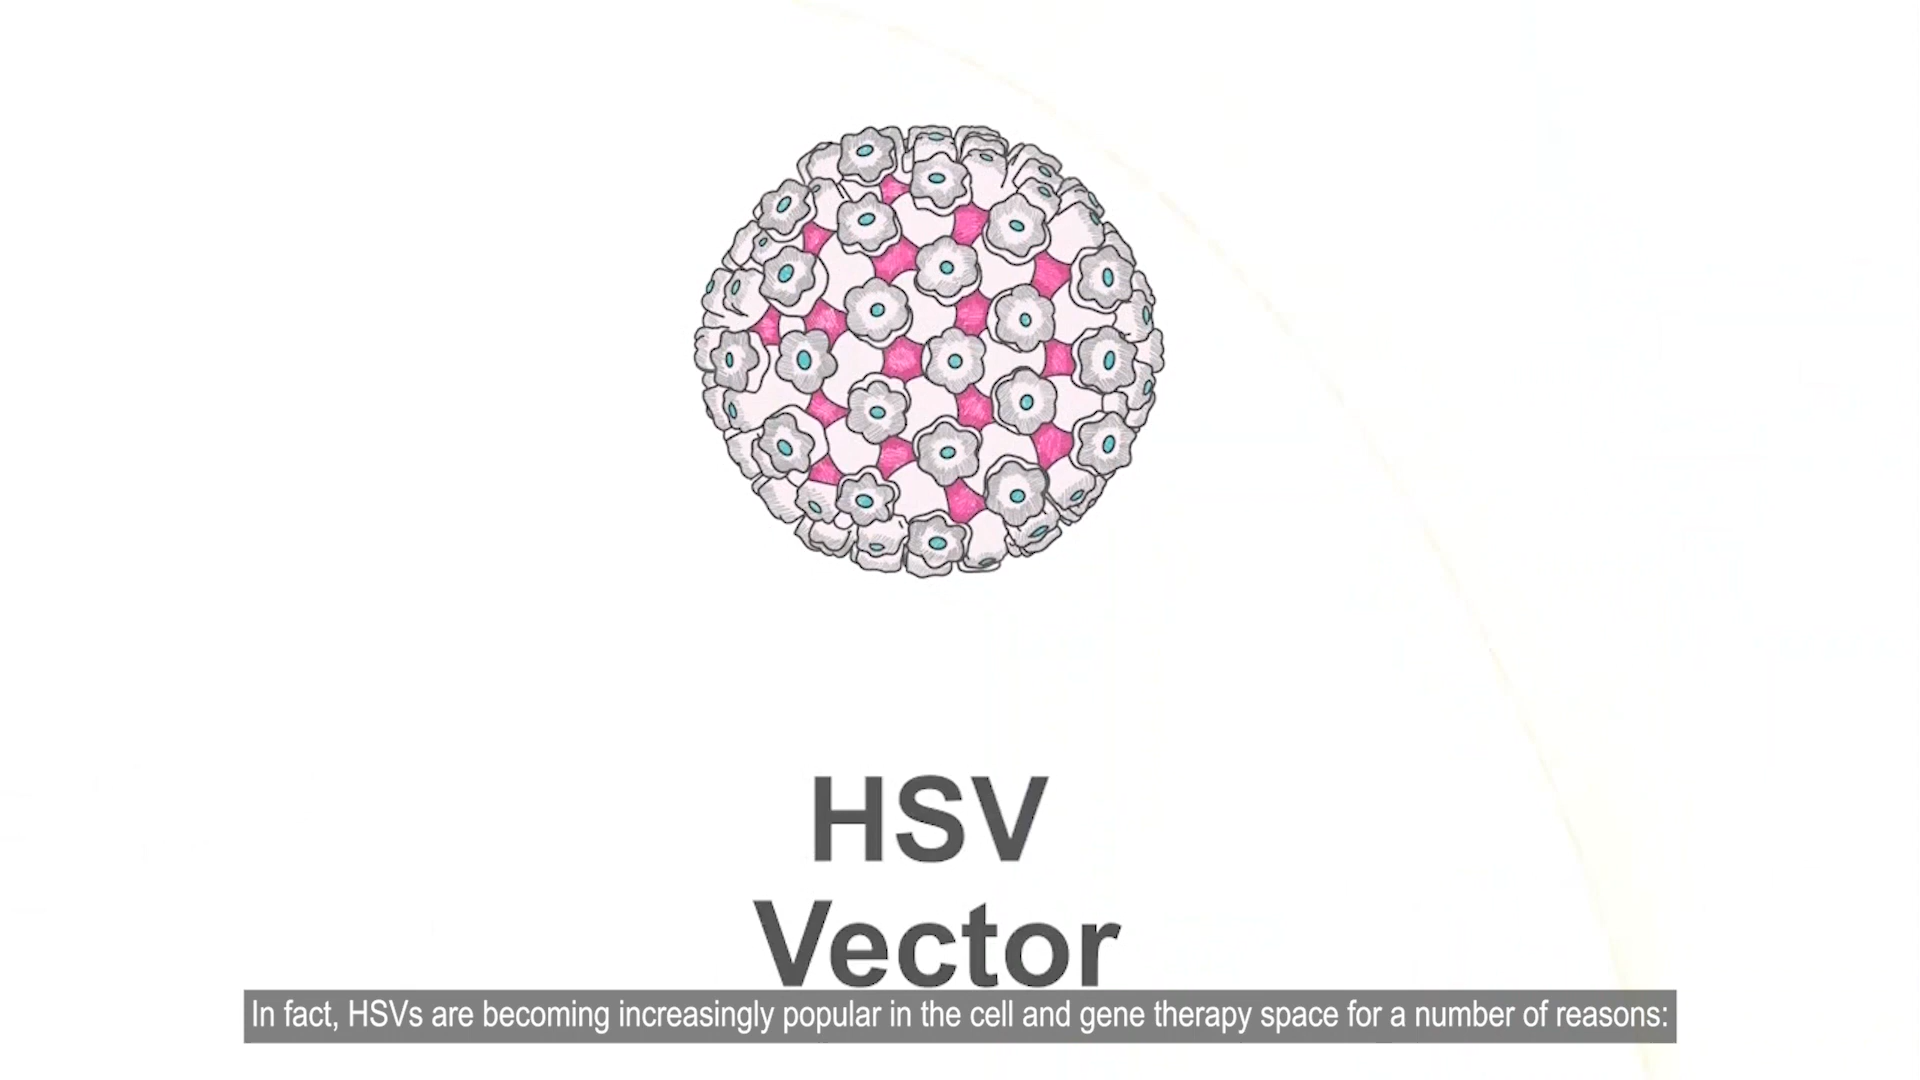 HSV
Vector
In fact, HSVs are becoming increasingly popular in the cell and gene therapy space for a number of reasons: